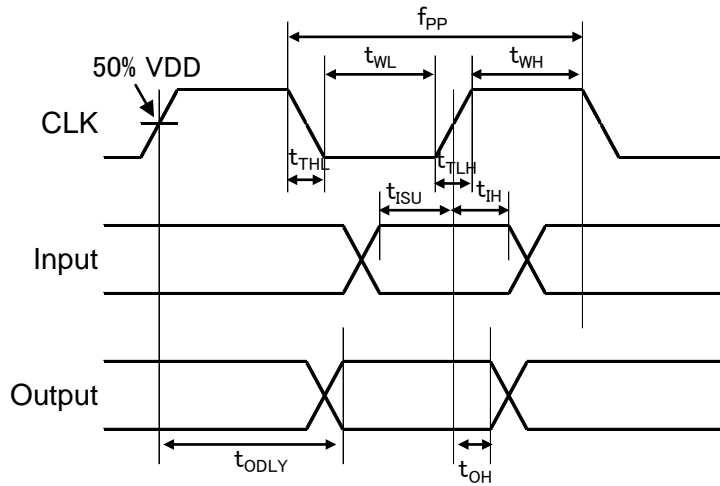 f_PP
t_WL
t_WH
50% VDD
CLK
t_THL
t_TLH
t_ISU
t_IH
Input
Output
t_ODLY
t_OH